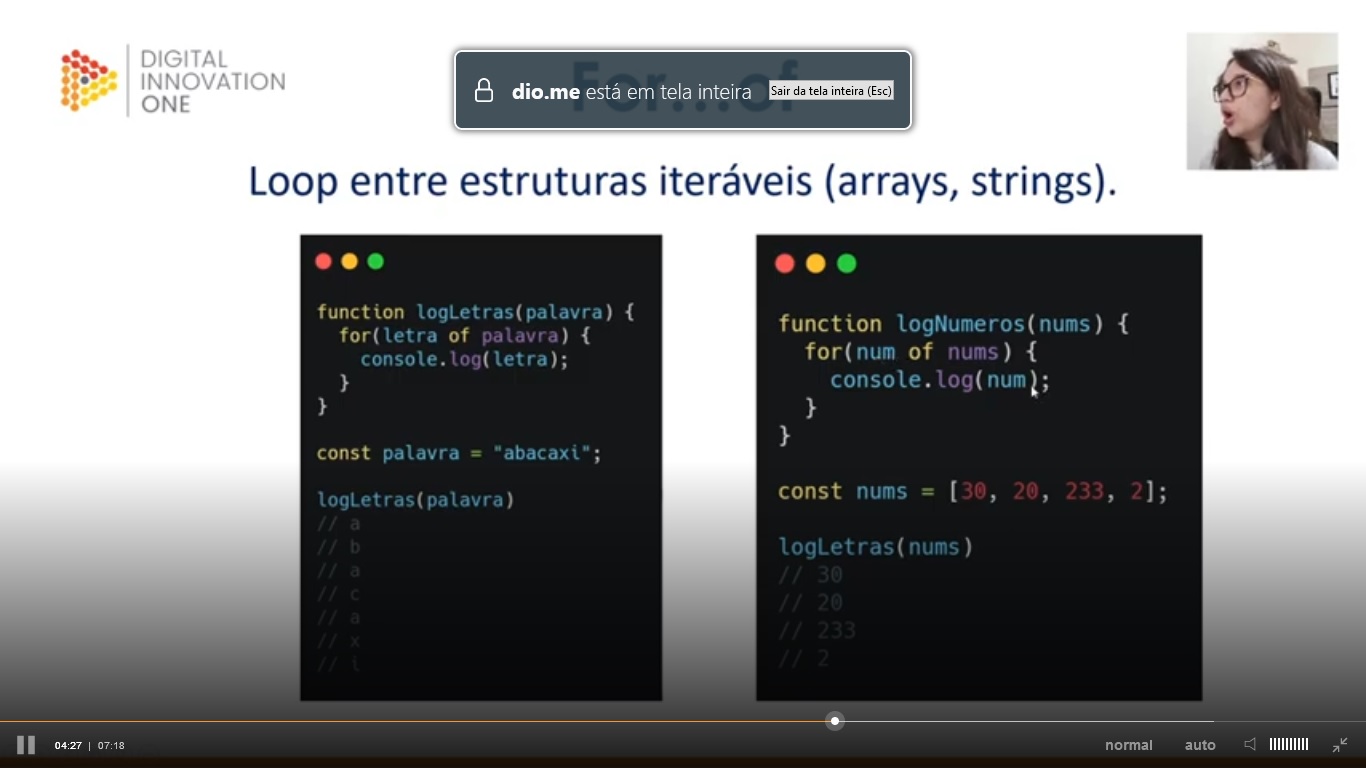 DIGITAL
INNOVATION
ONE
For...of
dio.me está em tela inteira
Sair da tela inteira (Esc)
Loop entre estruturas iteráveis (arrays, strings).
function logLetras(palavra) {
for(letra of palavra) {
console.log(letra);
}
}
const palavra = "abacaxi";
logLetras(palavra)
// a
// b
// a
// c
// a
// x
// i
function logNumeros(nums) {
for(num of nums) {
console.log(num);
}
}
const nums = [30, 20, 233, 2];
logLetras(nums)
// 30
// 20
// 233
// 2
04:27 | 07:18
normal
auto